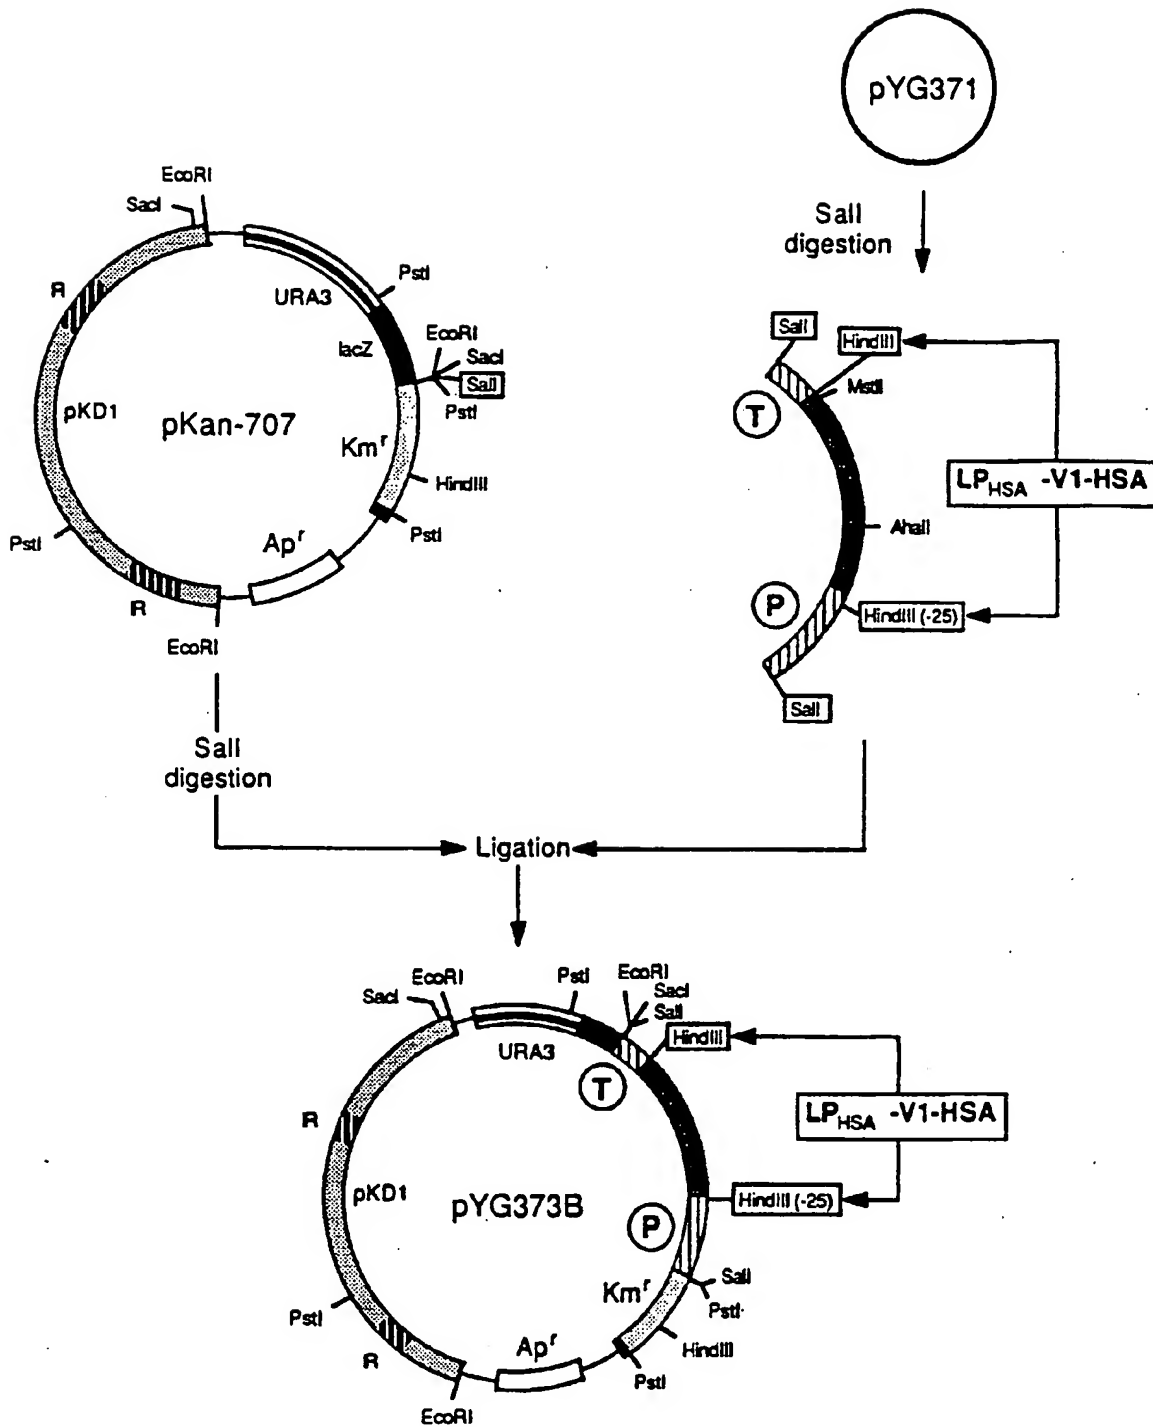 pYG371
SalI
digestion
EcoRI
SacI
PstI
URA3
R
lacZ
EcoRI
SacI
SalI
PstI
pKD1
pKan-707
Km^r
HindIII
PstI
PstI
Ap^r
IR
EcoRI
SalI
HindIII
MstII
T
LP_HSA -V1-HSA
AhaII
P
HindIII (-25)
SalI
SalI
digestion
Ligation
EcoRI
SacI
PstI
EcoRI
SacI
SalI
HindIII
URA3
T
LP_HSA -V1-HSA
IR
pKD1
pYG373B
HindIII (-25)
P
SalI
PstI
Km^r
HindIII
PstI
PstI
Ap^r
IR
EcoRI